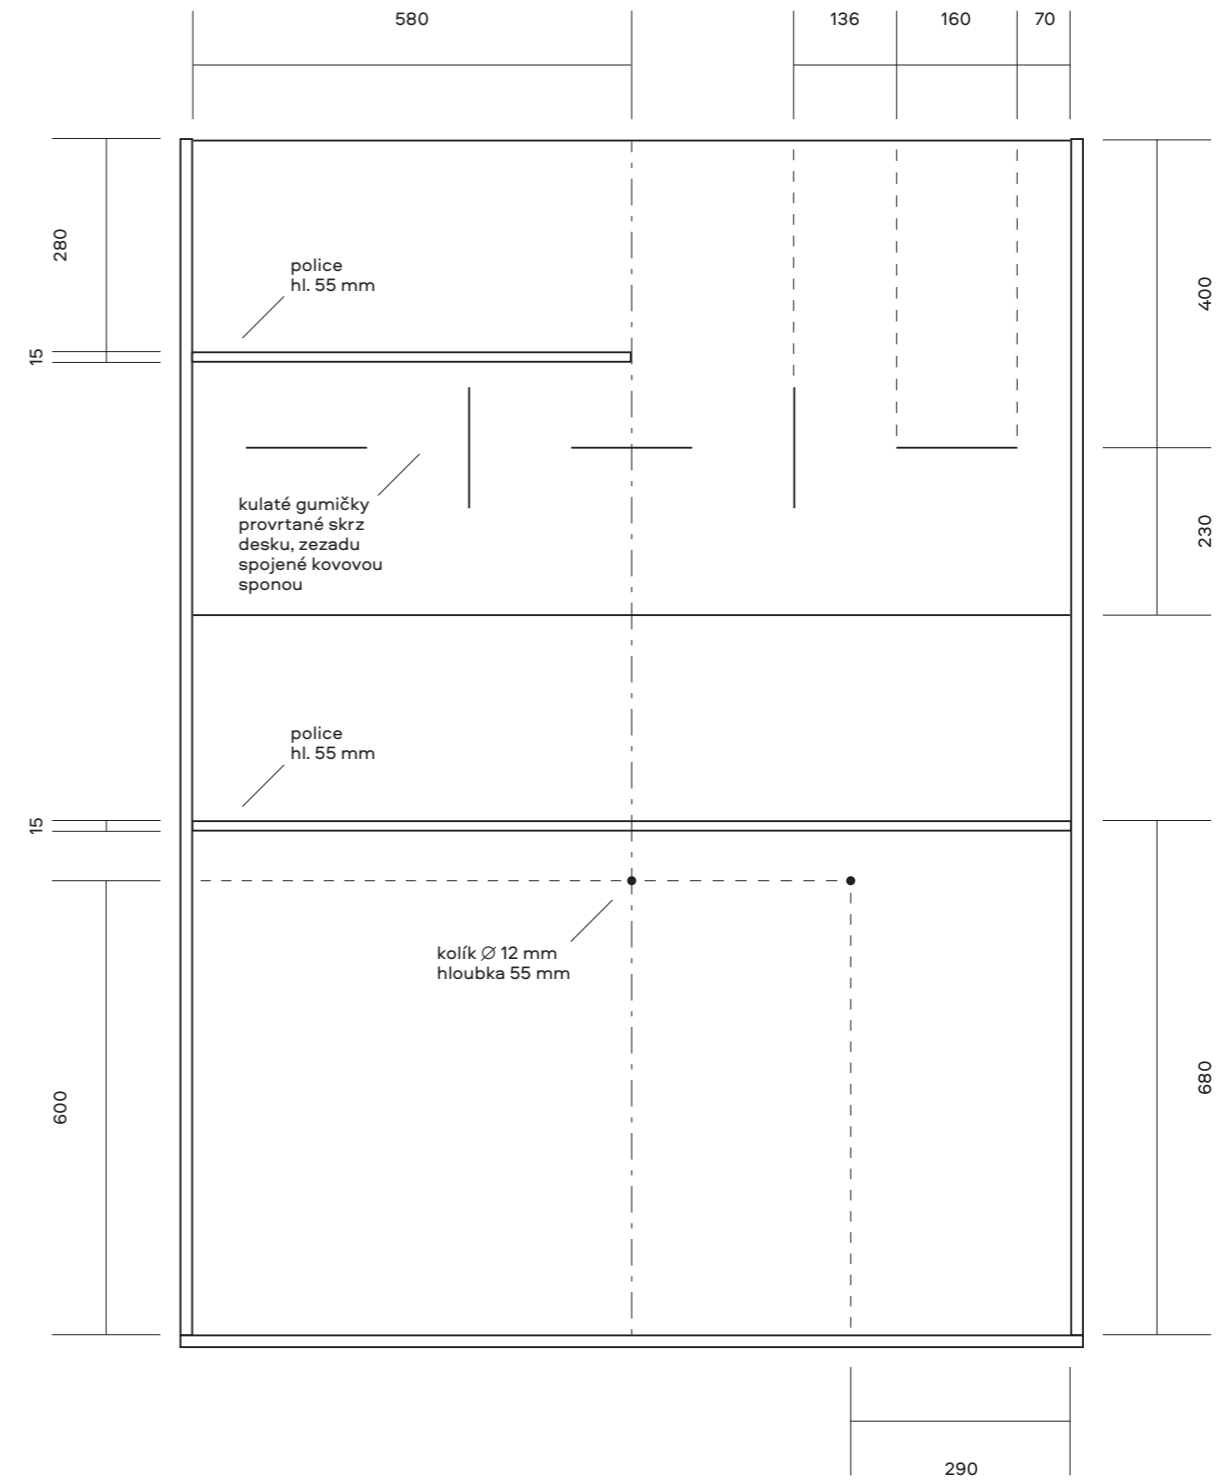 580
136
160
70
280
400
police
hl. 55 mm
15
kulaté gumičky
provrtané skrz
desku, zezadu
spojené kovovou
sponou
230
police
hl. 55 mm
15
kolík Ø 12 mm
hloubka 55 mm
600
680
290